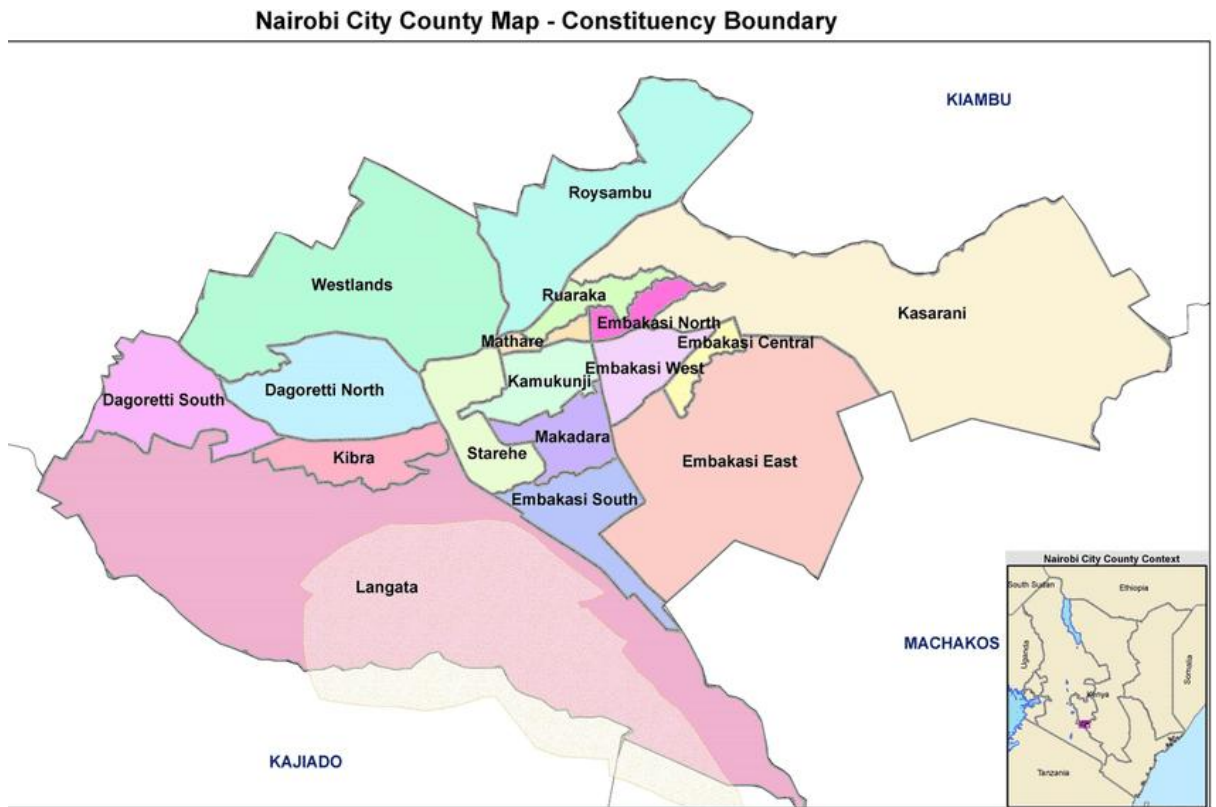 Nairobi City County Map - Constituency Boundary
KIAMBU
Roysambu
Westlands
Ruaraka
Kasarani
Embakasi North
Mathare
Embakasi Central
Embakasi West
Kamukunji
Dagoretti North
Dagoretti South
Makadara
Starehe
Kibra
Embakasi East
Embakasi South
Langata
MACHAKOS
KAJIADO
Nairobi City County Context
South Sudan
Ethiopia
Uganda
Somalia
Kenya
Tanzania